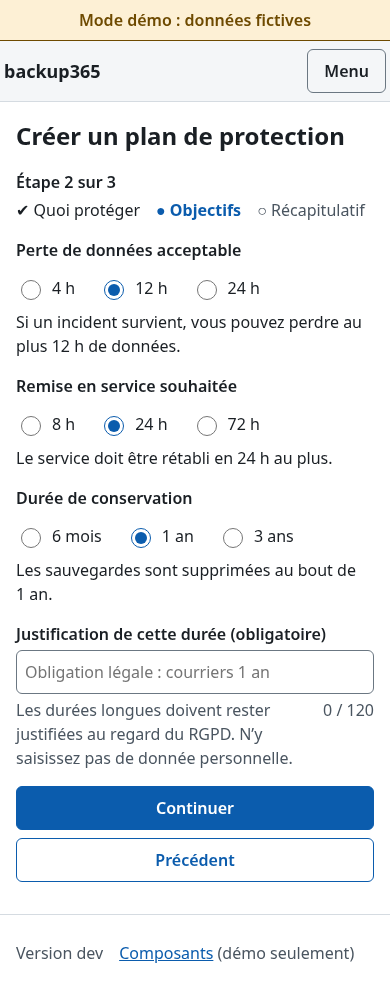 Mode démo : données fictives
backup365 Menu
Créer un plan de protection
Étape 2 sur 3
✔ Quoi protéger ● Objectifs ○ Récapitulatif
Perte de données acceptable
4 h 12 h 24 h
Si un incident survient, vous pouvez perdre au
plus 12 h de données.
Remise en service souhaitée
8 h 24 h 72 h
Le service doit être rétabli en 24 h au plus.
Durée de conservation
6 mois 1 an 3 ans
Les sauvegardes sont supprimées au bout de
1 an.
Justification de cette durée (obligatoire)
Obligation légale : courriers 1 an
Les durées longues doivent rester 0 / 120
justifiées au regard du RGPD. N’y
saisissez pas de donnée personnelle.
Continuer
Précédent
Version dev Composants (démo seulement)